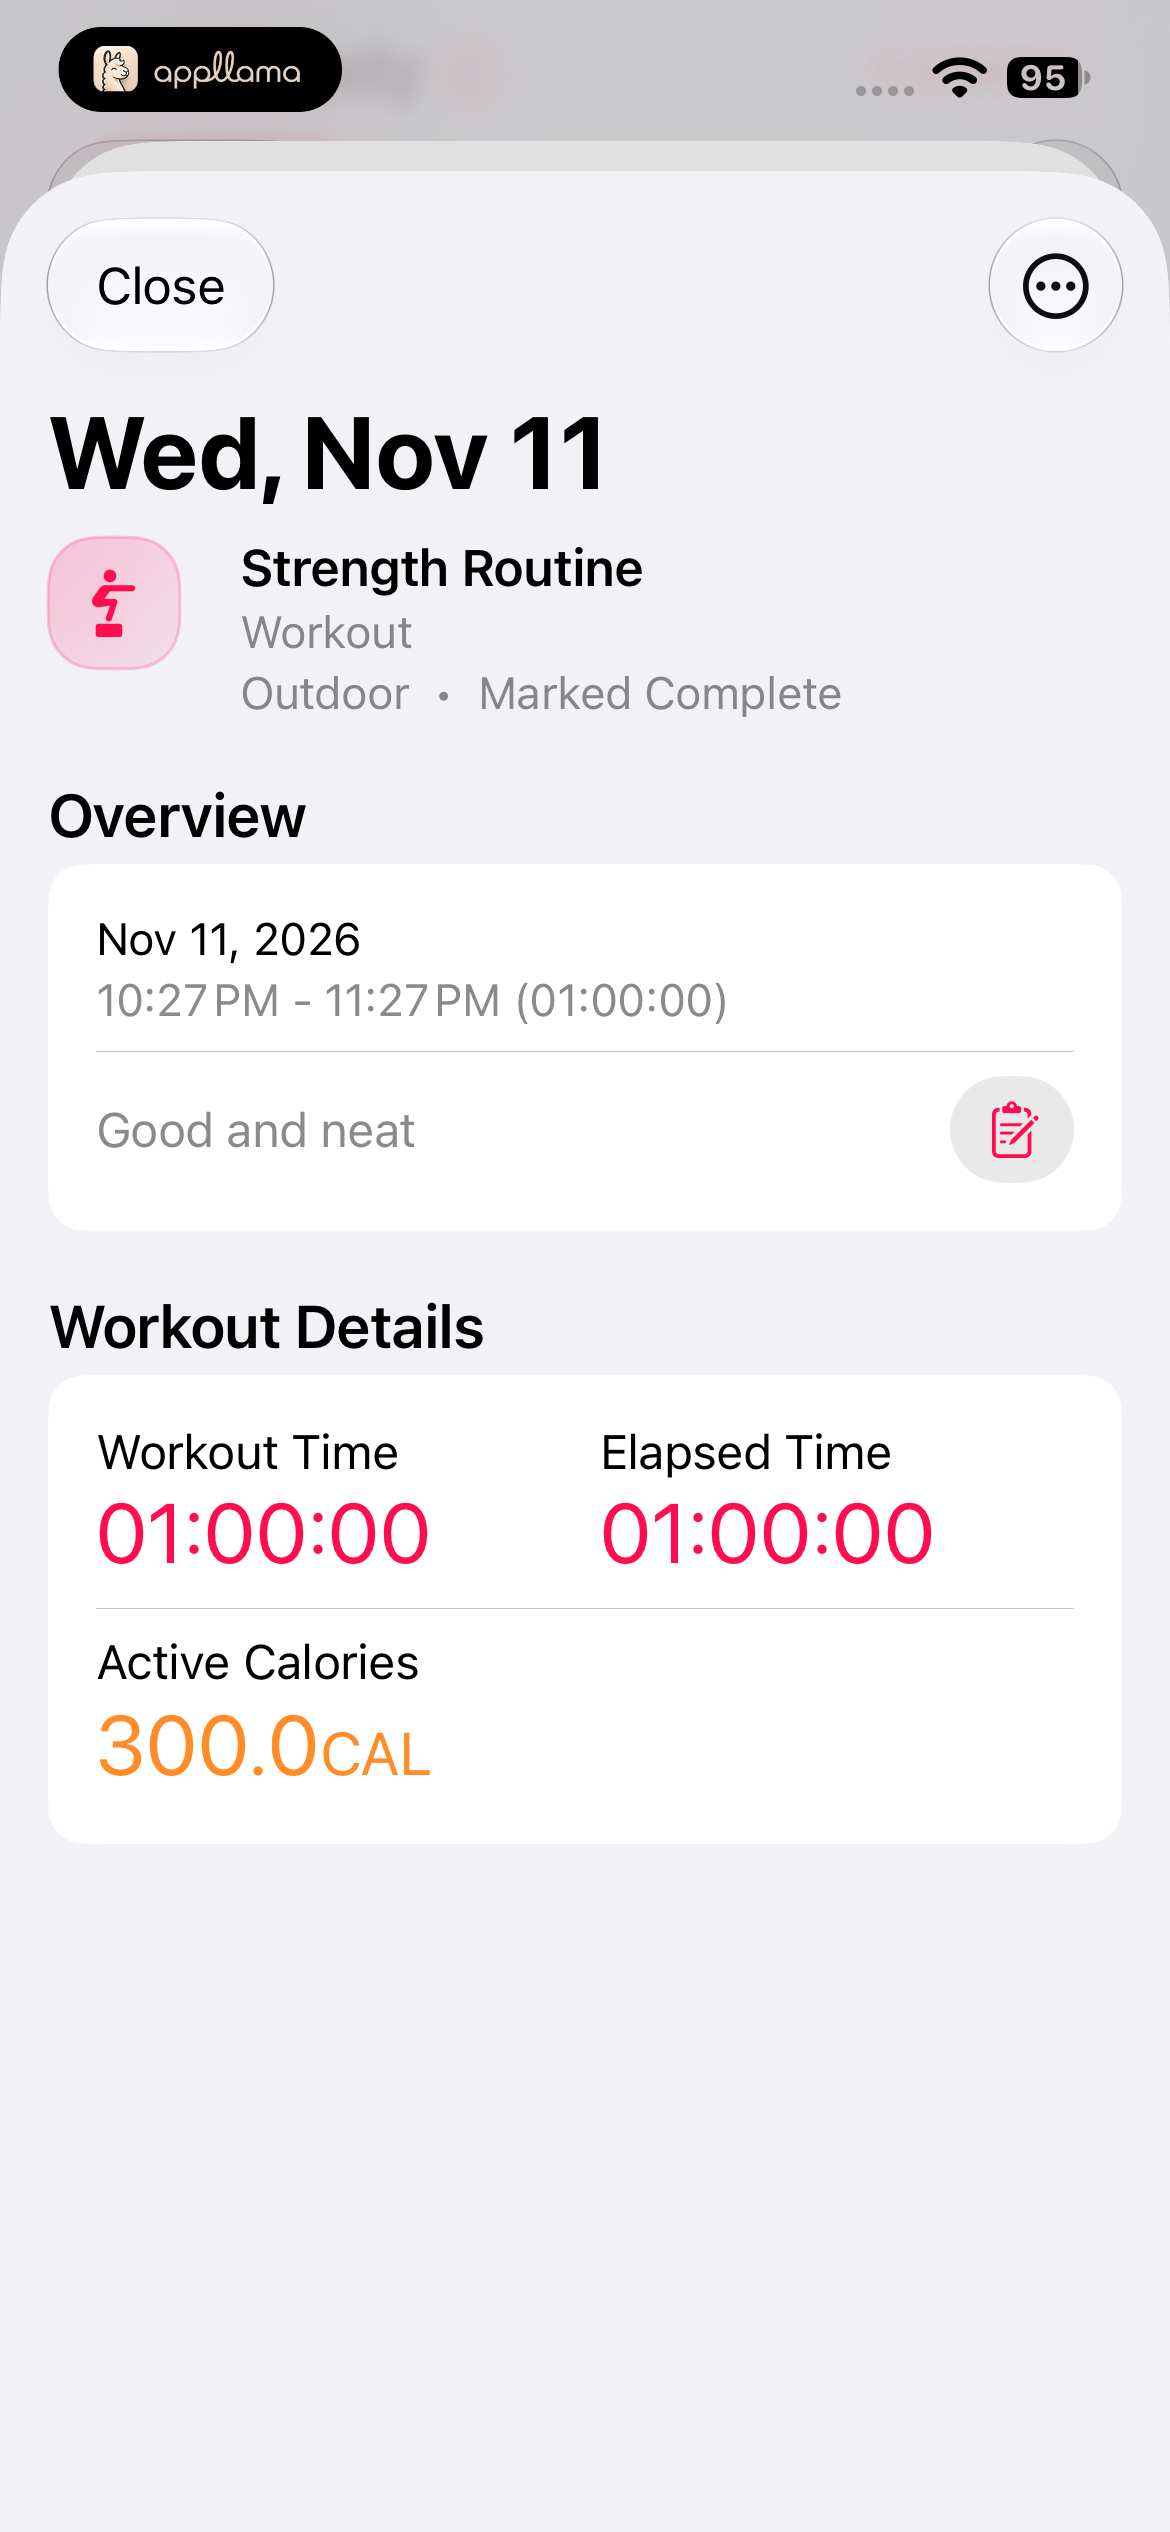 appllama
95
Close
Wed, Nov 11
Strength Routine
Workout
Outdoor • Marked Complete
Overview
Nov 11, 2026
10:27 PM - 11:27 PM (01:00:00)
Good and neat
Workout Details
Workout Time Elapsed Time
01:00:00 01:00:00
Active Calories
300.0CAL